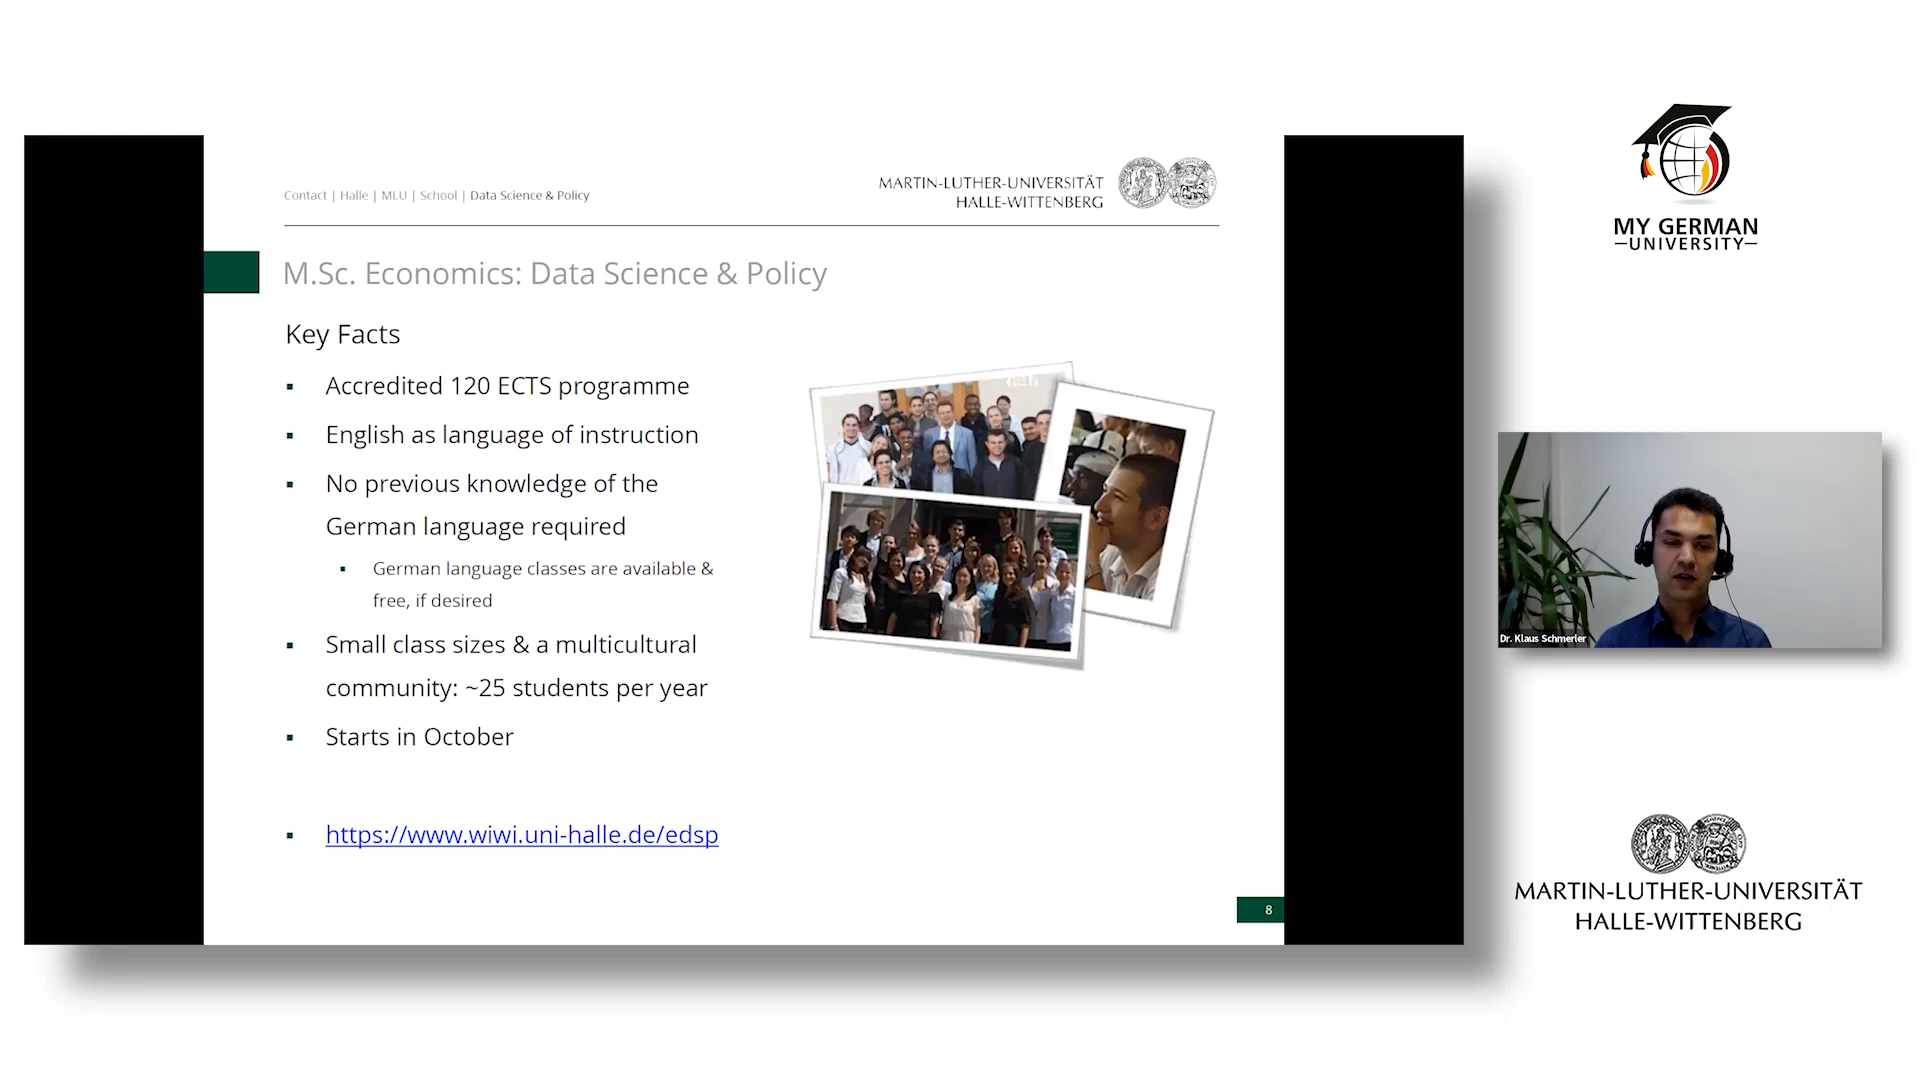 Contact | Halle | MLU | School | Data Science & Policy
MARTIN-LUTHER-UNIVERSITÄT
HALLE-WITTENBERG
M.Sc. Economics: Data Science & Policy
Key Facts
▪ Accredited 120 ECTS programme
▪ English as language of instruction
▪ No previous knowledge of the
German language required
▪ German language classes are available &
free, if desired
▪ Small class sizes & a multicultural
community: ~25 students per year
▪ Starts in October
▪ https://www.wiwi.uni-halle.de/edsp
8
MY GERMAN
UNIVERSITY
Dr. Klaus Schmerler
MARTIN-LUTHER-UNIVERSITÄT
HALLE-WITTENBERG